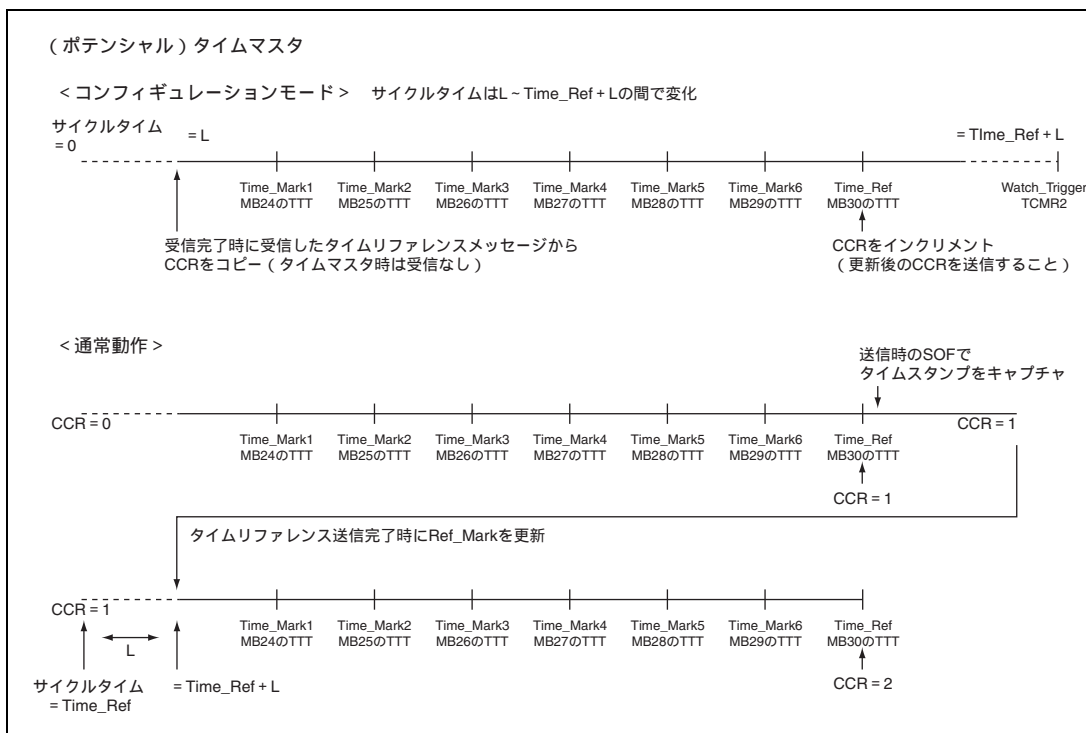 （ポテンシャル）タイムマスタ
＜コンフィギュレーションモード＞ サイクルタイムはL ~ Time_Ref + Lの間で変化
サイクルタイム
= 0
= L
= TIme_Ref + L
Time_Mark1
MB24のTTT
Time_Mark2
MB25のTTT
Time_Mark3
MB26のTTT
Time_Mark4
MB27のTTT
Time_Mark5
MB28のTTT
Time_Mark6
MB29のTTT
Time_Ref
MB30のTTT
Watch_Trigger
TCMR2
受信完了時に受信したタイムリファレンスメッセージから
CCRをコピー（タイムマスタ時は受信なし）
CCRをインクリメント
（更新後のCCRを送信すること）
＜通常動作＞
送信時のSOFで
タイムスタンプをキャプチャ
CCR = 0
CCR = 1
Time_Mark1
MB24のTTT
Time_Mark2
MB25のTTT
Time_Mark3
MB26のTTT
Time_Mark4
MB27のTTT
Time_Mark5
MB28のTTT
Time_Mark6
MB29のTTT
Time_Ref
MB30のTTT
CCR = 1
タイムリファレンス送信完了時にRef_Markを更新
CCR = 1
Time_Mark1
MB24のTTT
Time_Mark2
MB25のTTT
Time_Mark3
MB26のTTT
Time_Mark4
MB27のTTT
Time_Mark5
MB28のTTT
Time_Mark6
MB29のTTT
Time_Ref
MB30のTTT
L
サイクルタイム
= Time_Ref
= Time_Ref + L
CCR = 2